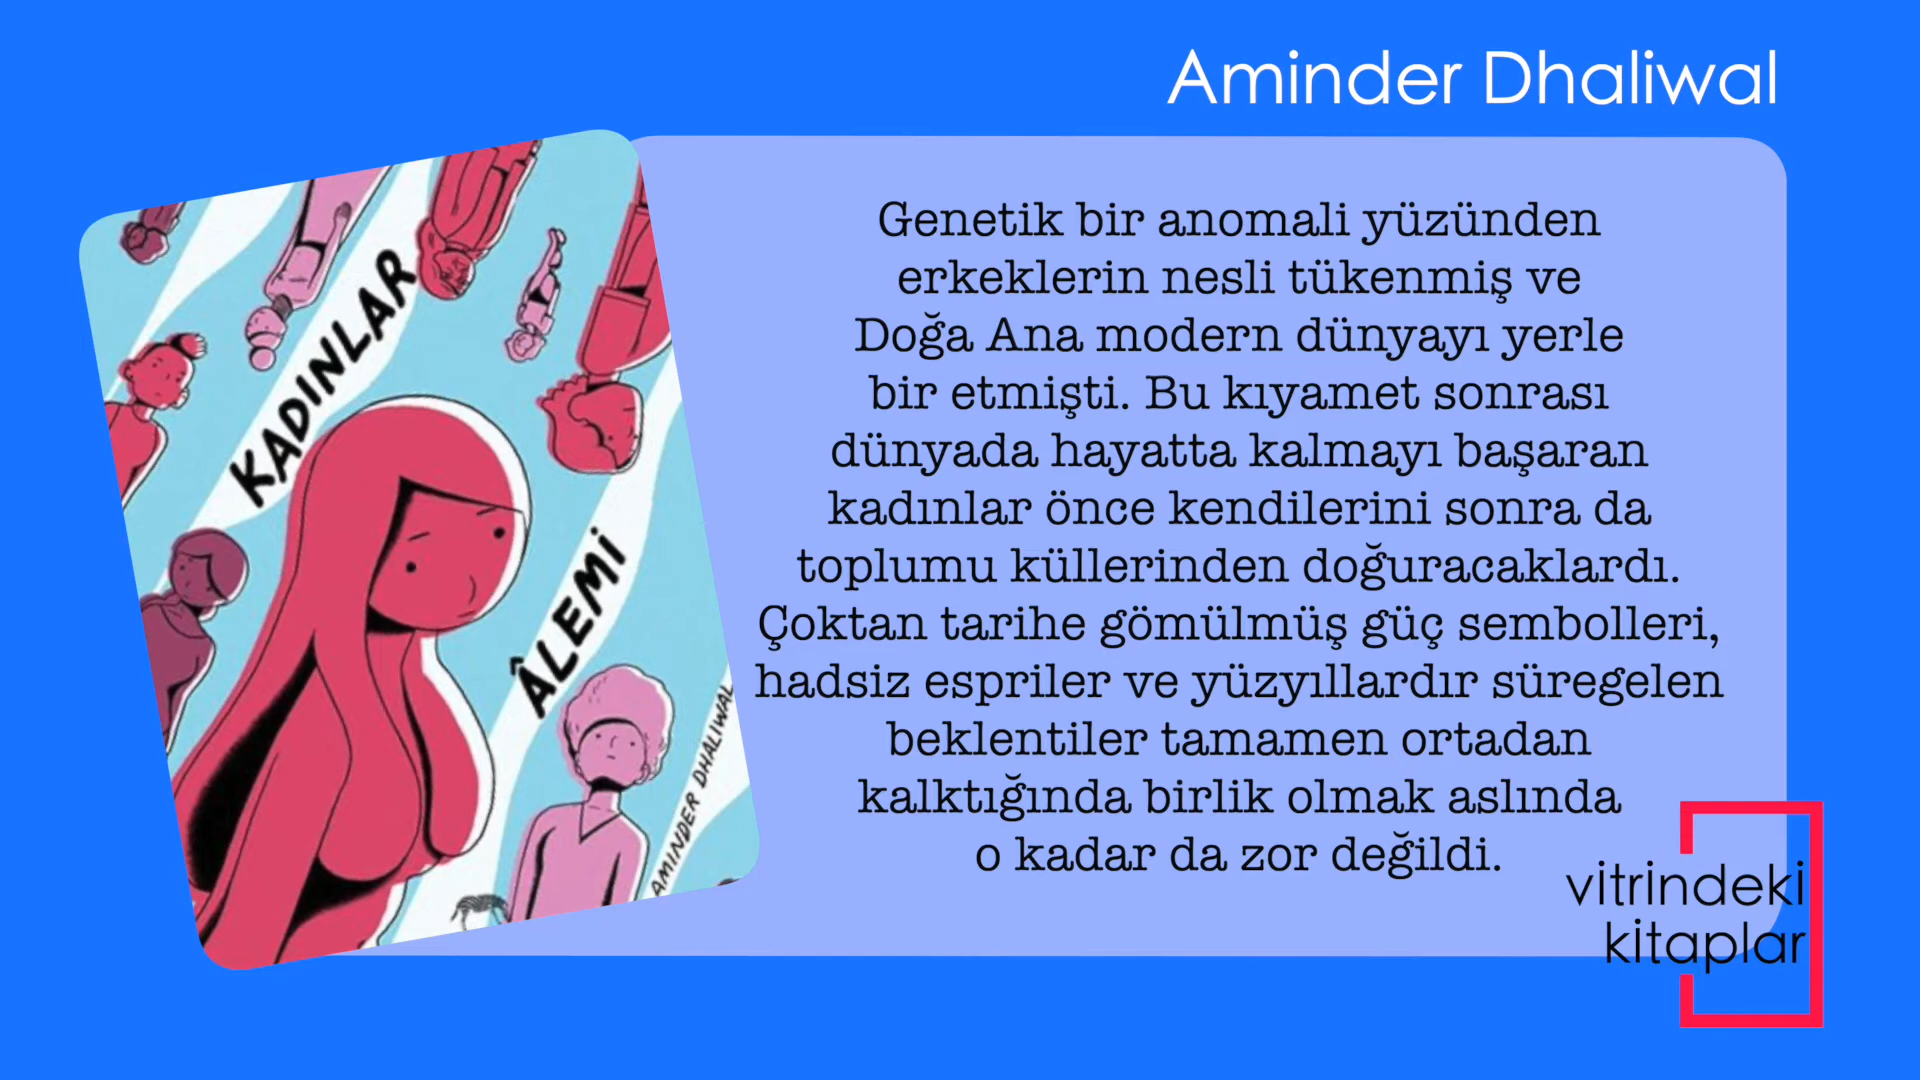 Aminder Dhaliwal
KADINLAR
ÂLEMİ
AMINDER DHALIWAL
Genetik bir anomali yüzünden
erkeklerin nesli tükenmiş ve
Doğa Ana modern dünyayı yerle
bir etmişti. Bu kıyamet sonrası
dünyada hayatta kalmayı başaran
kadınlar önce kendilerini sonra da
toplumu küllerinden doğuracaklardı.
Çoktan tarihe gömülmüş güç sembolleri,
hadsiz espriler ve yüzyıllardır süregelen
beklentiler tamamen ortadan
kalktığında birlik olmak aslında
o kadar da zor değildi.
vitrindeki
kitaplar